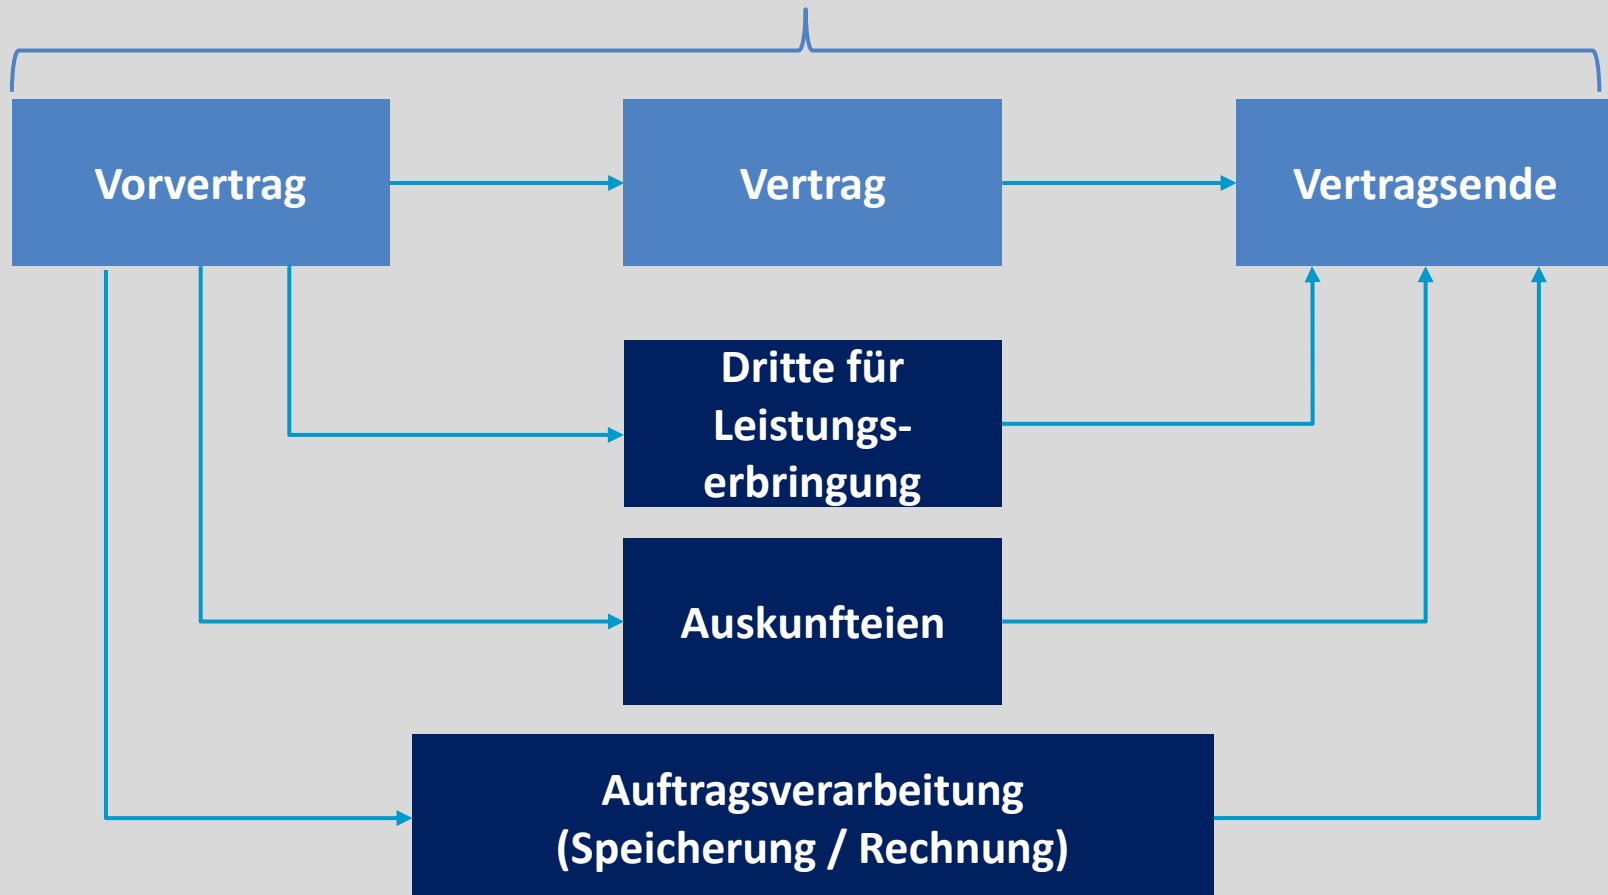 Vorvertrag
Vertrag
Vertragsende
Dritte für
Leistungs-
erbringung
Auskunfteien
Auftragsverarbeitung
(Speicherung / Rechnung)